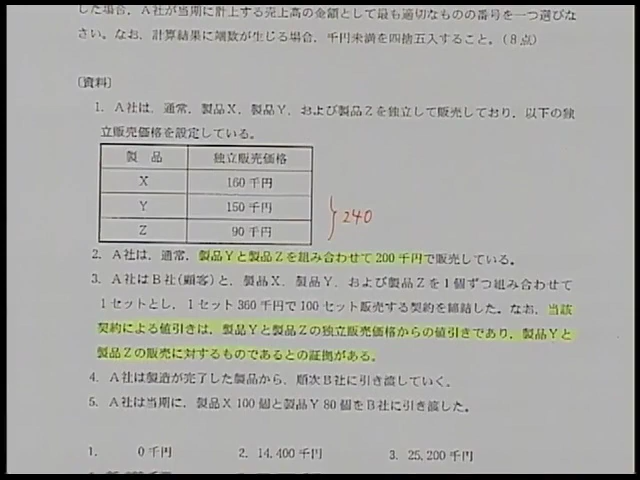 した場合，A社が当期に計上する売上高の金額として最も適切なものの番号を一つ選びな
さい。なお，計算結果に端数が生じる場合，千円未満を四捨五入すること。(8点)
〔資料〕
1．A社は，通常，製品X，製品Y，および製品Zを独立して販売しており，以下の独
立販売価格を設定している。
製品 独立販売価格
X 160千円
Y 150千円
Z 90千円
240
2．A社は，通常，製品Yと製品Zを組み合わせて200千円で販売している。
3．A社はB社(顧客)と，製品X，製品Y，および製品Zを1個ずつ組み合わせて
1セットとし，1セット360千円で100セット販売する契約を締結した。なお，当該
契約による値引きは，製品Yと製品Zの独立販売価格からの値引きであり，製品Yと
製品Zの販売に対するものであるとの証拠がある。
4．A社は製造が完了した製品から，順次B社に引き渡していく。
5．A社は当期に，製品X100個と製品Y80個をB社に引き渡した。
1. 0千円 2. 14,400千円 3. 25,200千円